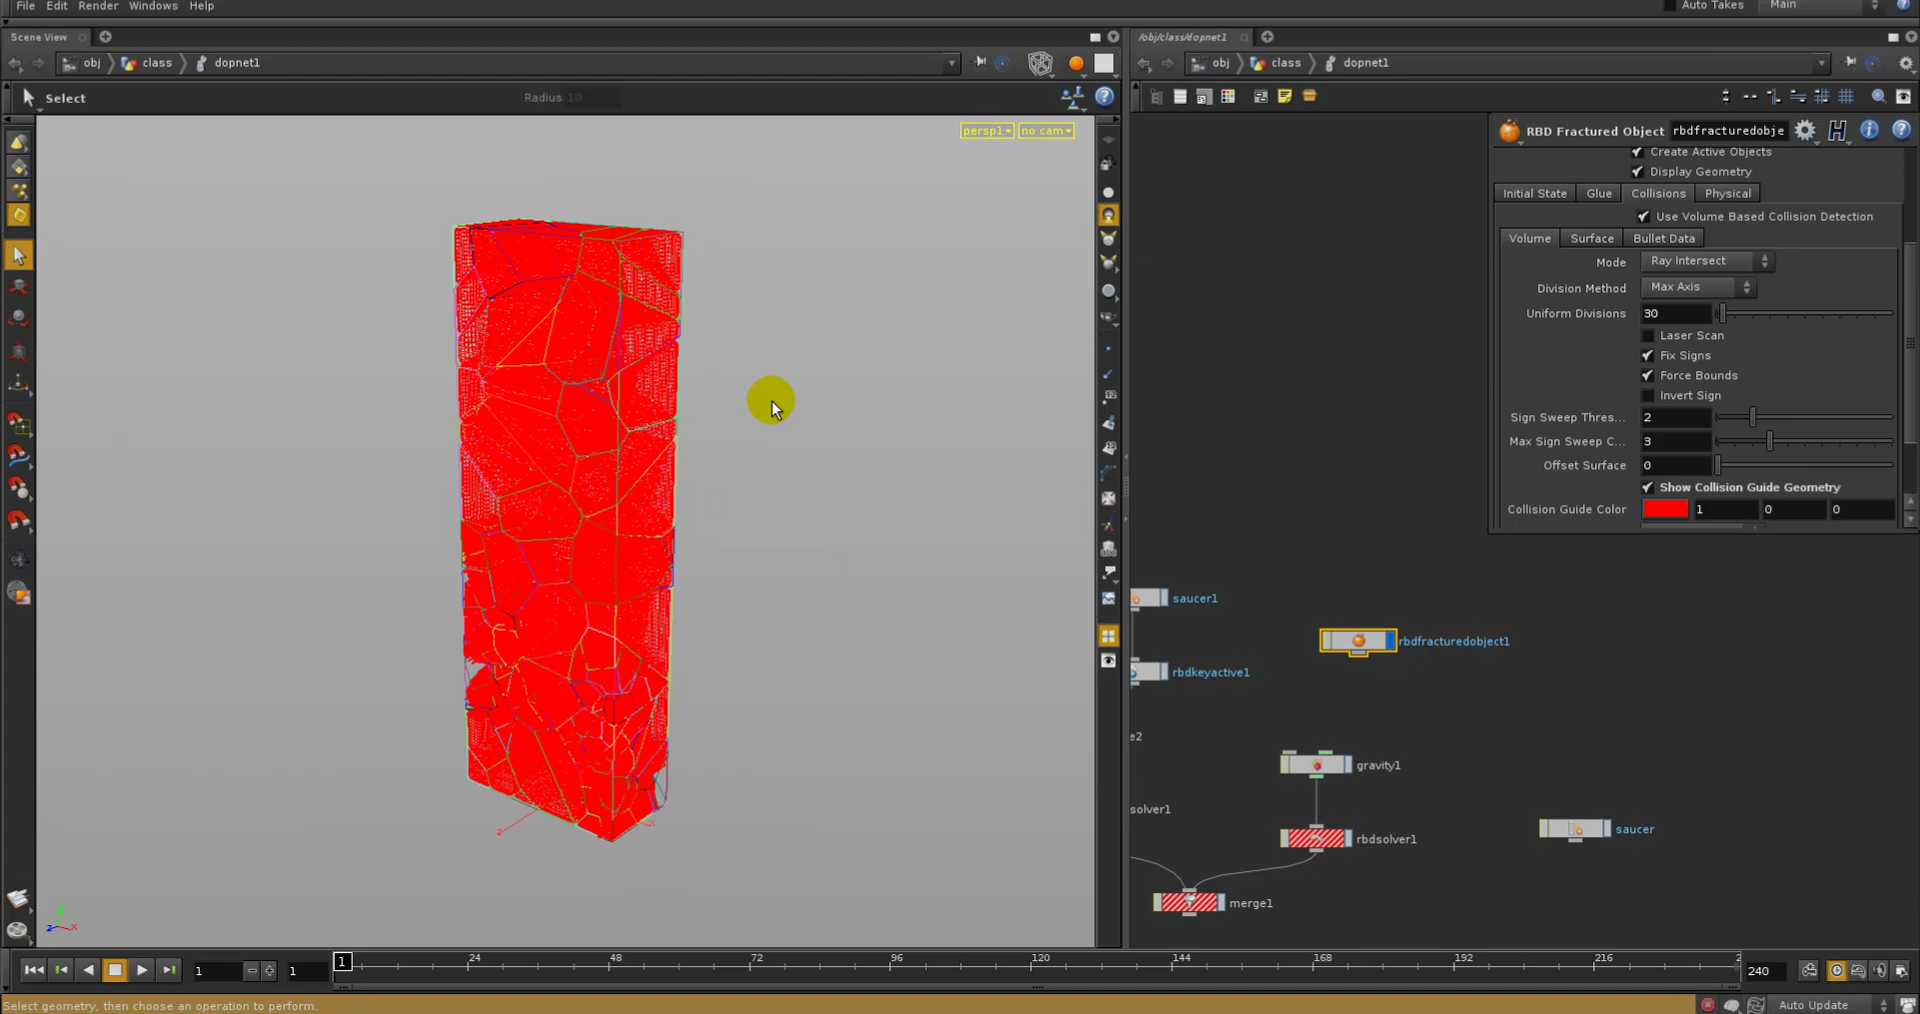 File Edit Render Windows Help
Auto Takes Main
Scene View
/obj/class/dopnet1
obj class dopnet1
obj class dopnet1
Select
Radius 10
persp1 no cam
RBD Fractured Object rbdfracturedobje
Create Active Objects
Display Geometry
Initial State Glue Collisions Physical
Use Volume Based Collision Detection
Volume Surface Bullet Data
Mode Ray Intersect
Division Method Max Axis
Uniform Divisions 30
Laser Scan
Fix Signs
Force Bounds
Invert Sign
Sign Sweep Thres... 2
Max Sign Sweep C... 3
Offset Surface 0
Show Collision Guide Geometry
Collision Guide Color 1 0 0
saucer1
rbdfracturedobject1
rbdkeyactive1
e2
gravity1
solver1
saucer
rbdsolver1
merge1
z x
z x
1 1 1 24 48 72 96 120 144 168 192 216 2 240
Select geometry, then choose an operation to perform.
Auto Update